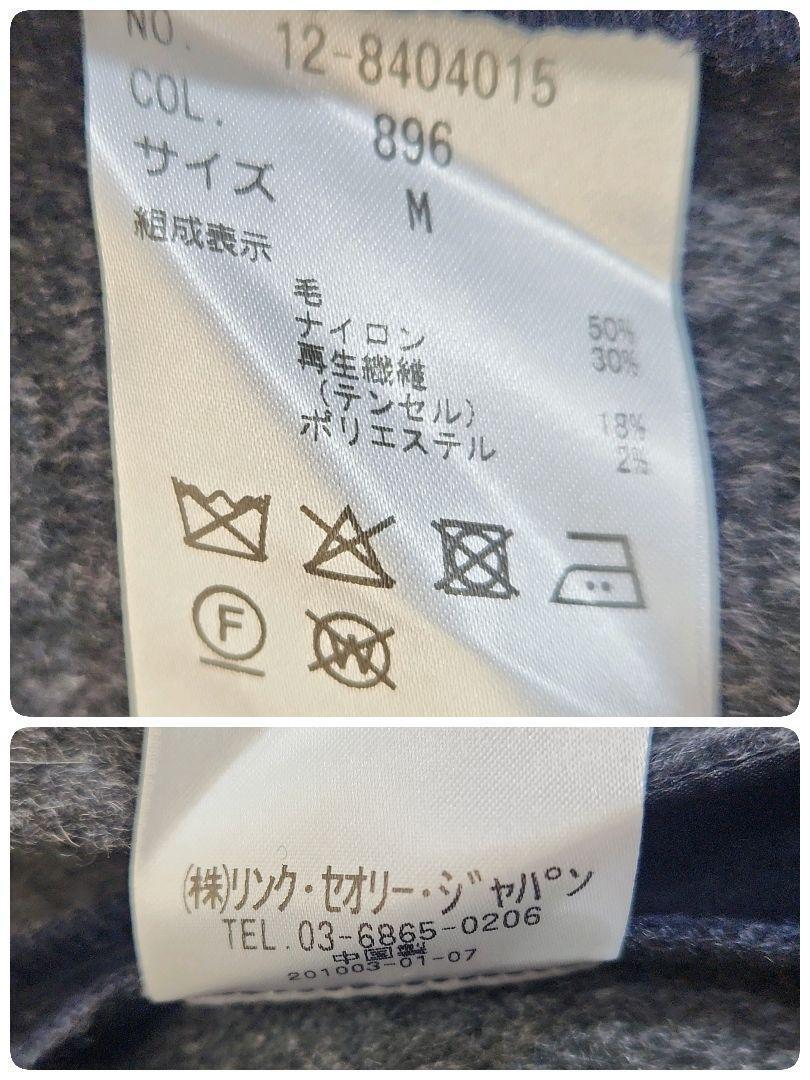 NO. 12-8404015
COL. 896
サイズ M
組成表示
毛 50%
ナイロン 30%
再生繊維
(テンセル) 18%
ポリエステル 2%
F
W
(株)リンク・セオリー・ジャパン
TEL.03-6865-0206
中国製
201003-01-07